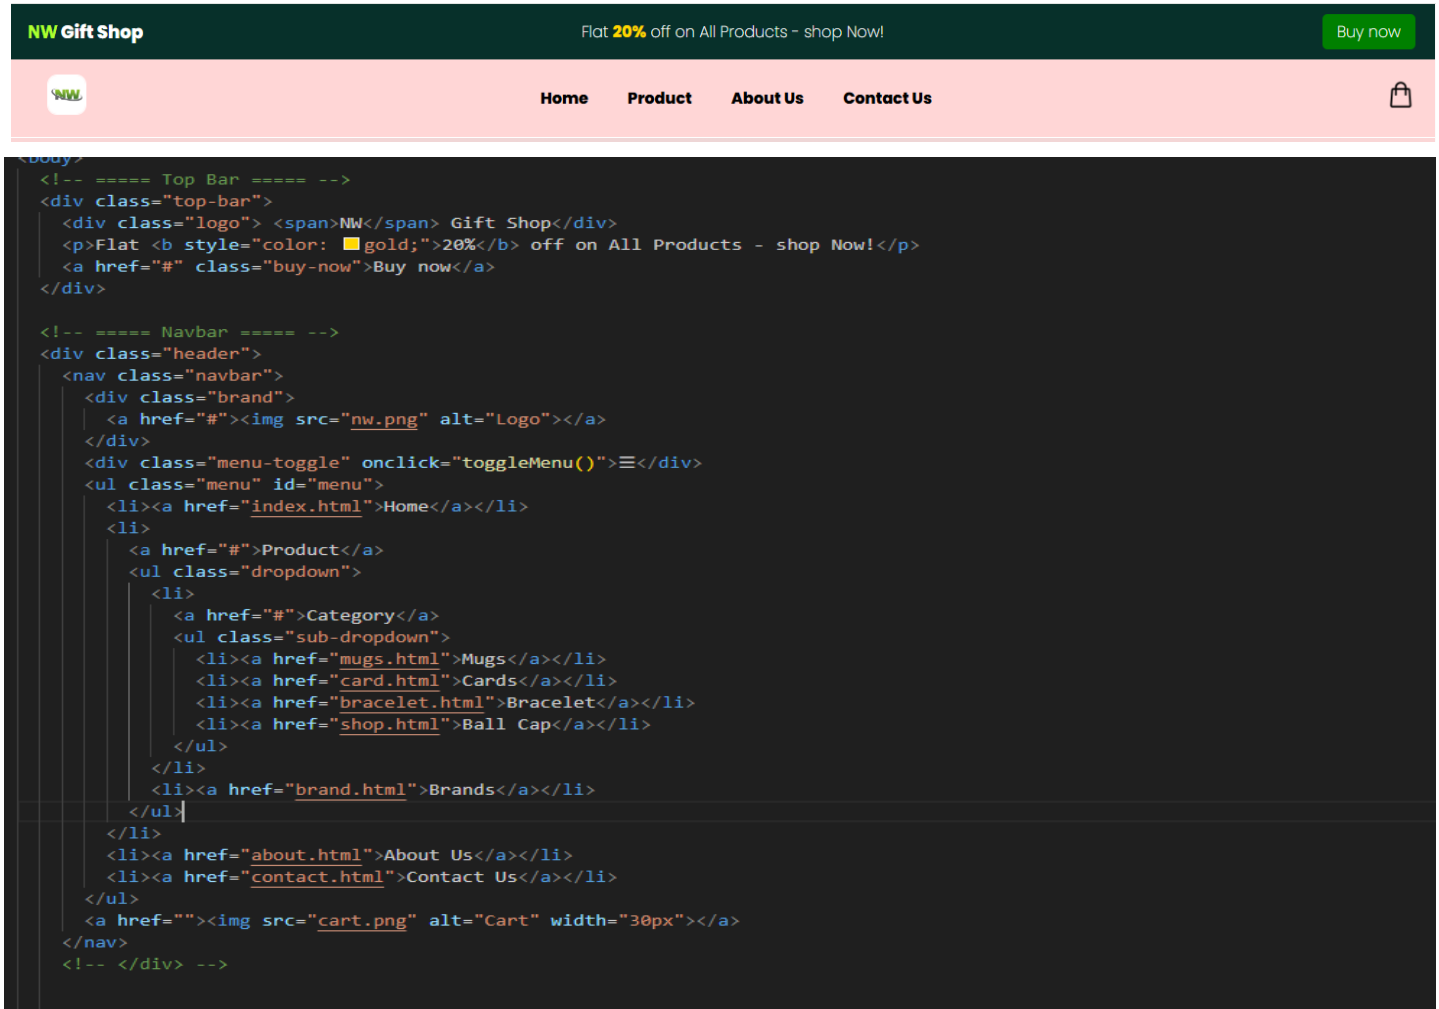 NW Gift Shop
Flat 20% off on All Products - shop Now!
Buy now
NW
Home
Product
About Us
Contact Us
<body>
<!-- ===== Top Bar ===== -->
<div class="top-bar">
<div class="logo"> <span>NW</span> Gift Shop</div>
<p>Flat <b style="color: gold;">20%</b> off on All Products - shop Now!</p>
<a href="#" class="buy-now">Buy now</a>
</div>
<!-- ===== Navbar ===== -->
<div class="header">
<nav class="navbar">
<div class="brand">
<a href="#"><img src="nw.png" alt="Logo"></a>
</div>
<div class="menu-toggle" onclick="toggleMenu()">☰</div>
<ul class="menu" id="menu">
<li><a href="index.html">Home</a></li>
<li>
<a href="#">Product</a>
<ul class="dropdown">
<li>
<a href="#">Category</a>
<ul class="sub-dropdown">
<li><a href="mugs.html">Mugs</a></li>
<li><a href="card.html">Cards</a></li>
<li><a href="bracelet.html">Bracelet</a></li>
<li><a href="shop.html">Ball Cap</a></li>
</ul>
</li>
<li><a href="brand.html">Brands</a></li>
</ul>
</li>
<li><a href="about.html">About Us</a></li>
<li><a href="contact.html">Contact Us</a></li>
</ul>
<a href=""><img src="cart.png" alt="Cart" width="30px"></a>
</nav>
<!-- </div> -->